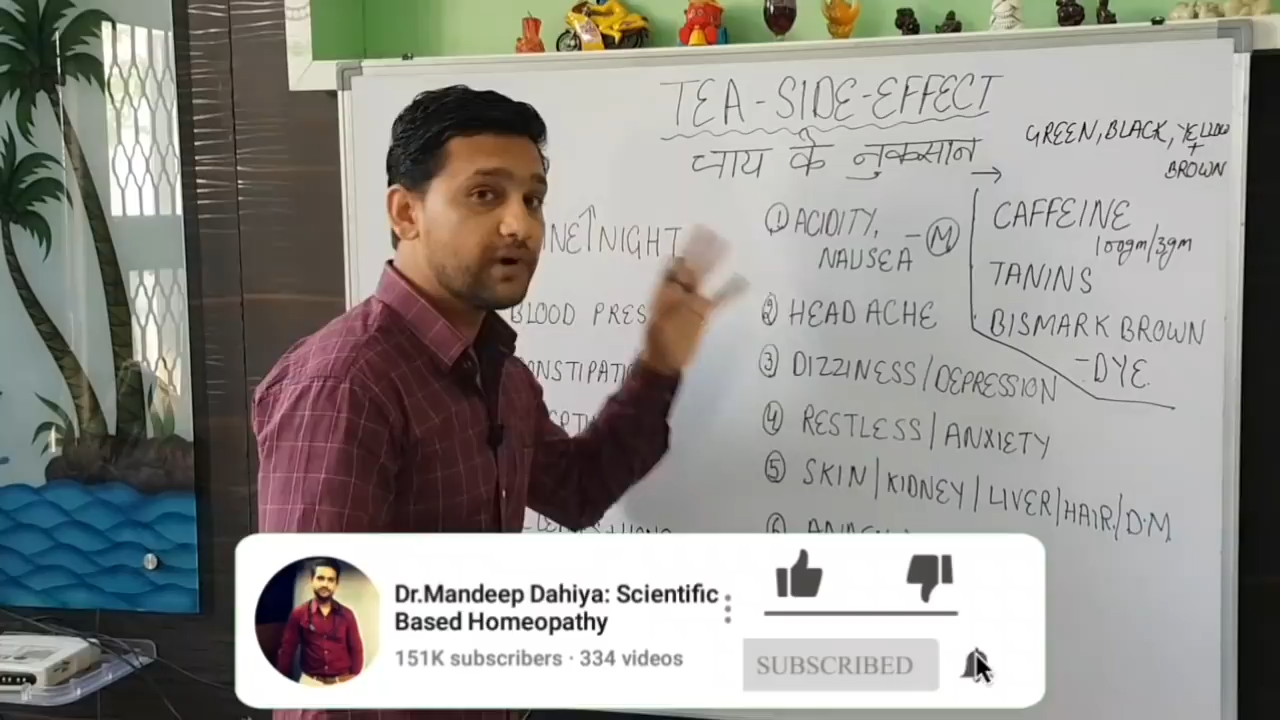 TEA-SIDE-EFFECT
चाय के नुकसान →
GREEN, BLACK, YELLOW
+
BROWN
NIGHT
BLOOD PRES
① ACIDITY,
NAUSEA - Ⓜ
② HEAD ACHE
③ DIZZINESS/DEPRESSION
④ RESTLESS/ANXIETY
⑤ SKIN/KIDNEY/LIVER/HAIR/D.M
CAFFEINE
100gm/3gm
TANINS
BISMARK BROWN
-DYE.
Dr.Mandeep Dahiya: Scientific
Based Homeopathy
151K subscribers · 334 videos
SUBSCRIBED